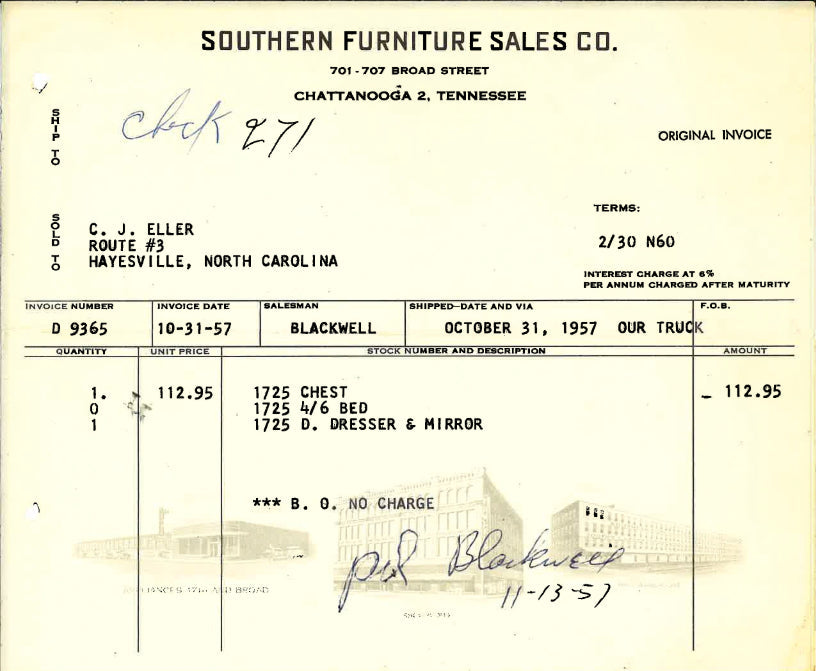 SOUTHERN FURNITURE SALES CO.
701-707 BROAD STREET
CHATTANOOGA 2, TENNESSEE
SHIP TO
check 271
ORIGINAL INVOICE
SOLD TO
C. J. ELLER
ROUTE #3
HAYESVILLE, NORTH CAROLINA
TERMS:
2/30 N60
INTEREST CHARGE AT 6%
PER ANNUM CHARGED AFTER MATURITY
INVOICE NUMBER INVOICE DATE SALESMAN SHIPPED—DATE AND VIA F.O.B.
D 9365 10-31-57 BLACKWELL OCTOBER 31, 1957 OUR TRUCK
QUANTITY UNIT PRICE STOCK NUMBER AND DESCRIPTION AMOUNT
1. 112.95 1725 CHEST 112.95
0 1725 4/6 BED
1 1725 D. DRESSER & MIRROR
*** B. O. NO CHARGE
pd Blackwell
11-13-57
AND BROAD